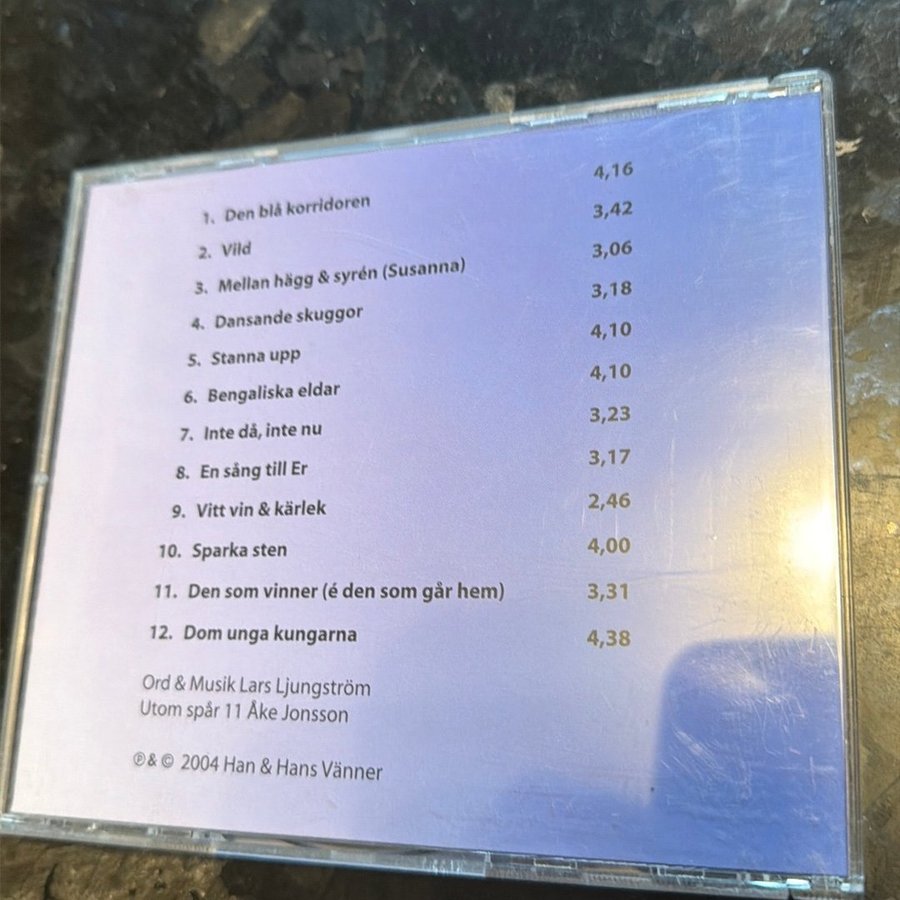 1. Den blå korridoren 4,16
2. Vild 3,42
3. Mellan hägg & syrén (Susanna) 3,06
4. Dansande skuggor 3,18
5. Stanna upp 4,10
6. Bengaliska eldar 4,10
7. Inte då, inte nu 3,23
8. En sång till Er 3,17
9. Vitt vin & kärlek 2,46
10. Sparka sten 4,00
11. Den som vinner (é den som går hem) 3,31
12. Dom unga kungarna 4,38
Ord & Musik Lars Ljungström
Utom spår 11 Åke Jonsson
℗ & © 2004 Han & Hans Vänner